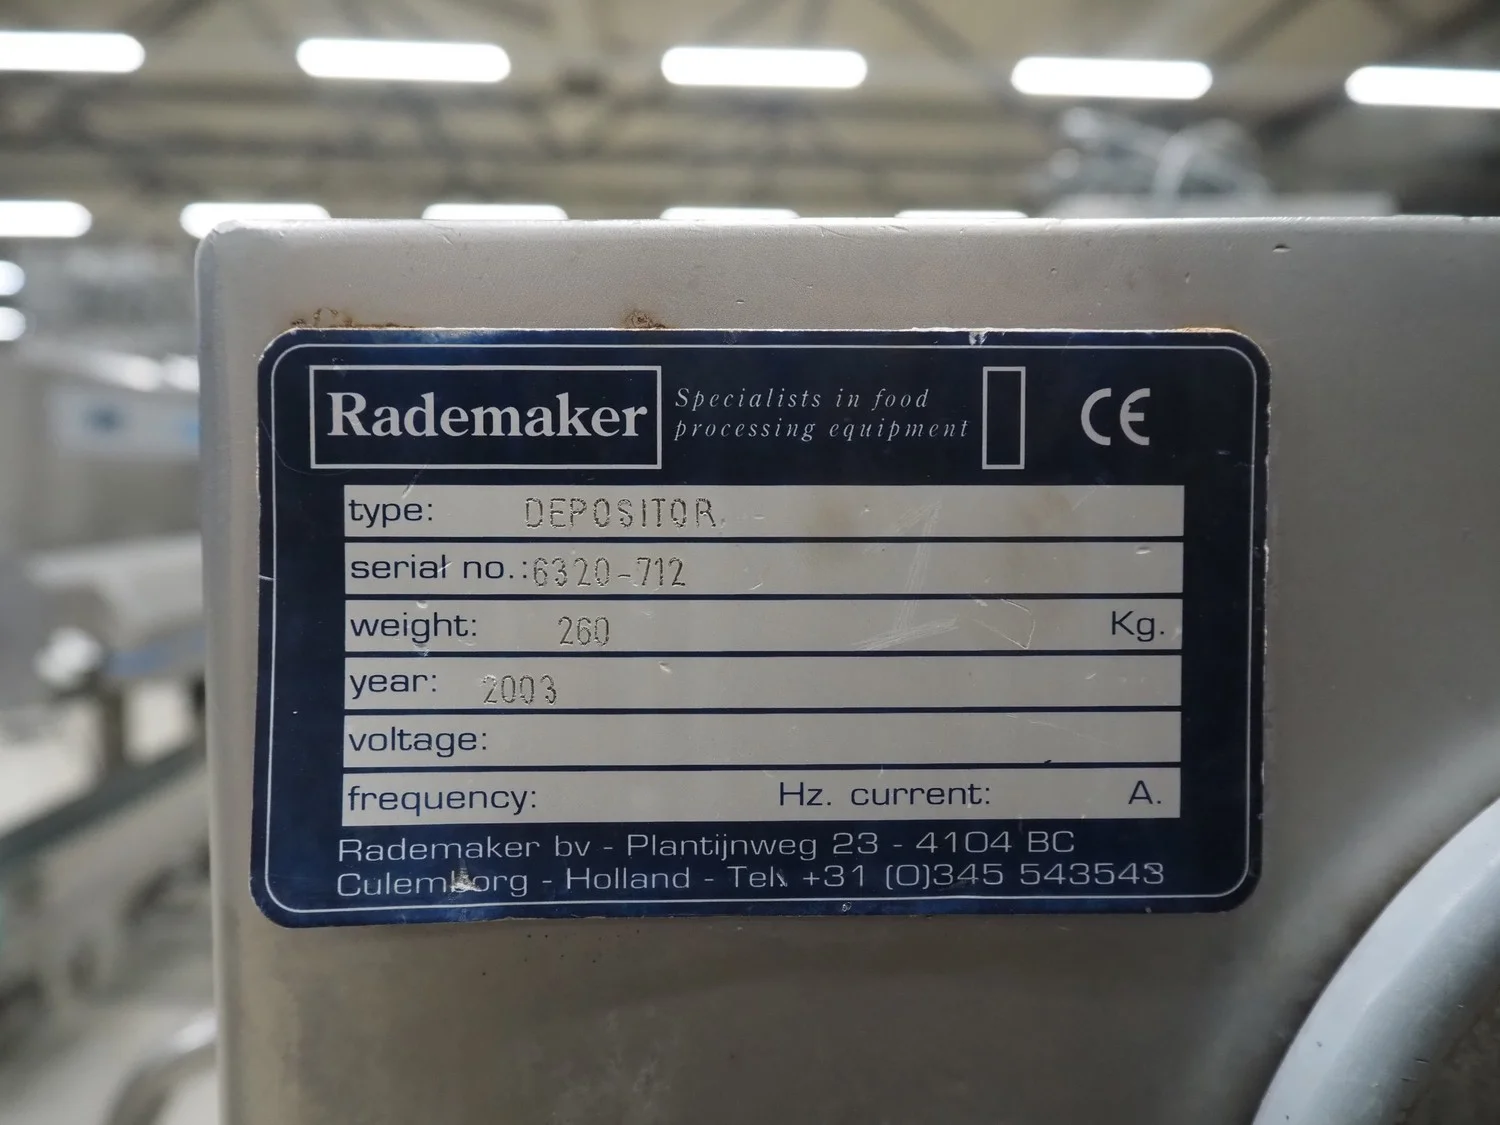 Rademaker
Specialists in food
processing equipment
CE
type: DEPOSITOR
serial no.: 6320-712
weight: 260 Kg.
year: 2003
voltage:
frequency: Hz. current: A.
Rademaker bv - Plantijnweg 23 - 4104 BC
Culemborg - Holland - Tel. +31 (0)345 543543